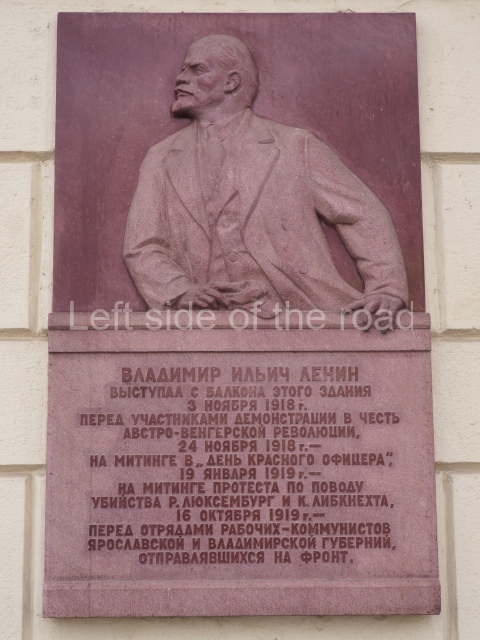 Left side of the road
ВЛАДИМИР ИЛЬИЧ ЛЕНИН
ВЫСТУПАЛ С БАЛКОНА ЭТОГО ЗДАНИЯ
3 НОЯБРЯ 1918 г.
ПЕРЕД УЧАСТНИКАМИ ДЕМОНСТРАЦИИ В ЧЕСТЬ
АВСТРО-ВЕНГЕРСКОЙ РЕВОЛЮЦИИ,
24 НОЯБРЯ 1918 г.—
НА МИТИНГЕ В „ДЕНЬ КРАСНОГО ОФИЦЕРА",
19 ЯНВАРЯ 1919 г.—
НА МИТИНГЕ ПРОТЕСТА ПО ПОВОДУ
УБИЙСТВА Р. ЛЮКСЕМБУРГ И К. ЛИБКНЕХТА,
16 ОКТЯБРЯ 1919 г.—
ПЕРЕД ОТРЯДАМИ РАБОЧИХ-КОММУНИСТОВ
ЯРОСЛАВСКОЙ И ВЛАДИМИРСКОЙ ГУБЕРНИЙ,
ОТПРАВЛЯВШИХСЯ НА ФРОНТ.